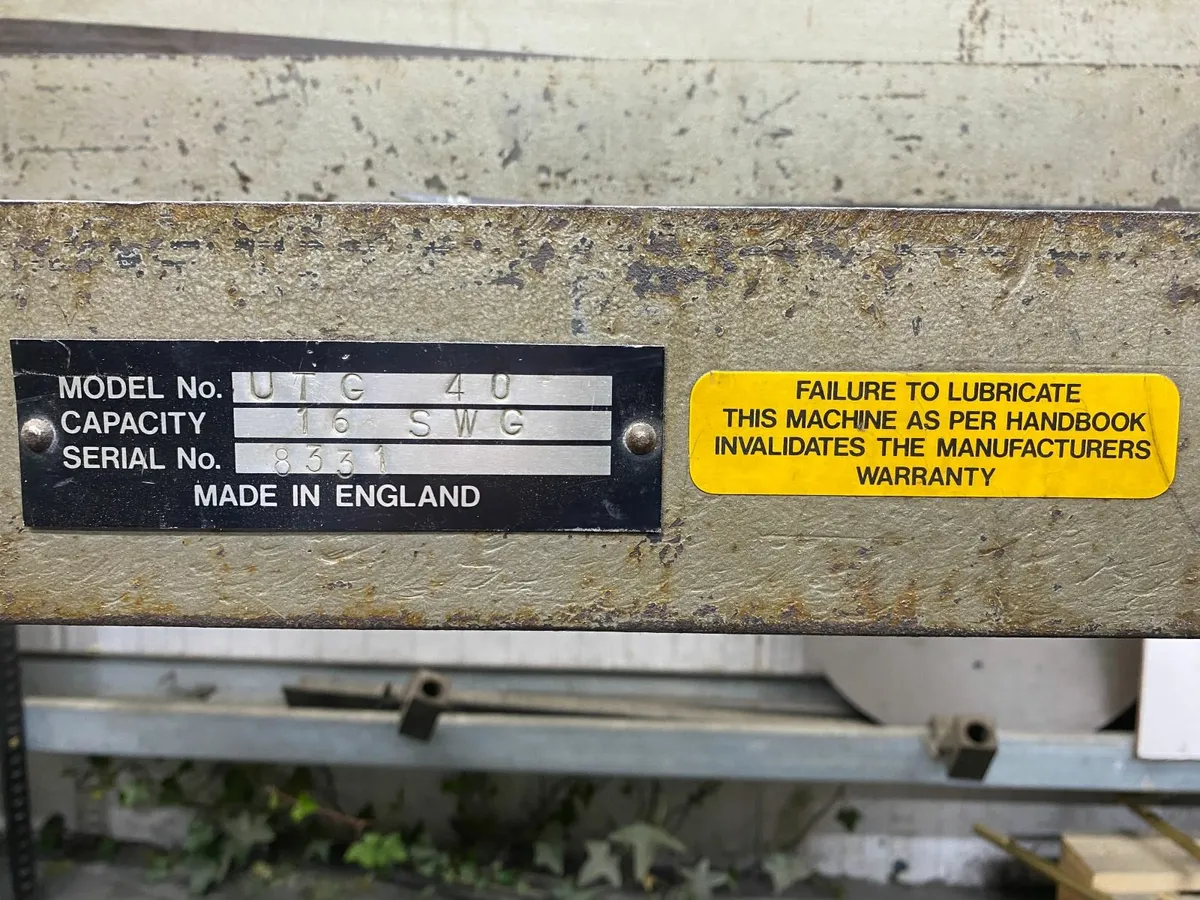 MODEL No. UTG 40
CAPACITY 16 SWG
SERIAL No. 8331
MADE IN ENGLAND
FAILURE TO LUBRICATE
THIS MACHINE AS PER HANDBOOK
INVALIDATES THE MANUFACTURERS
WARRANTY